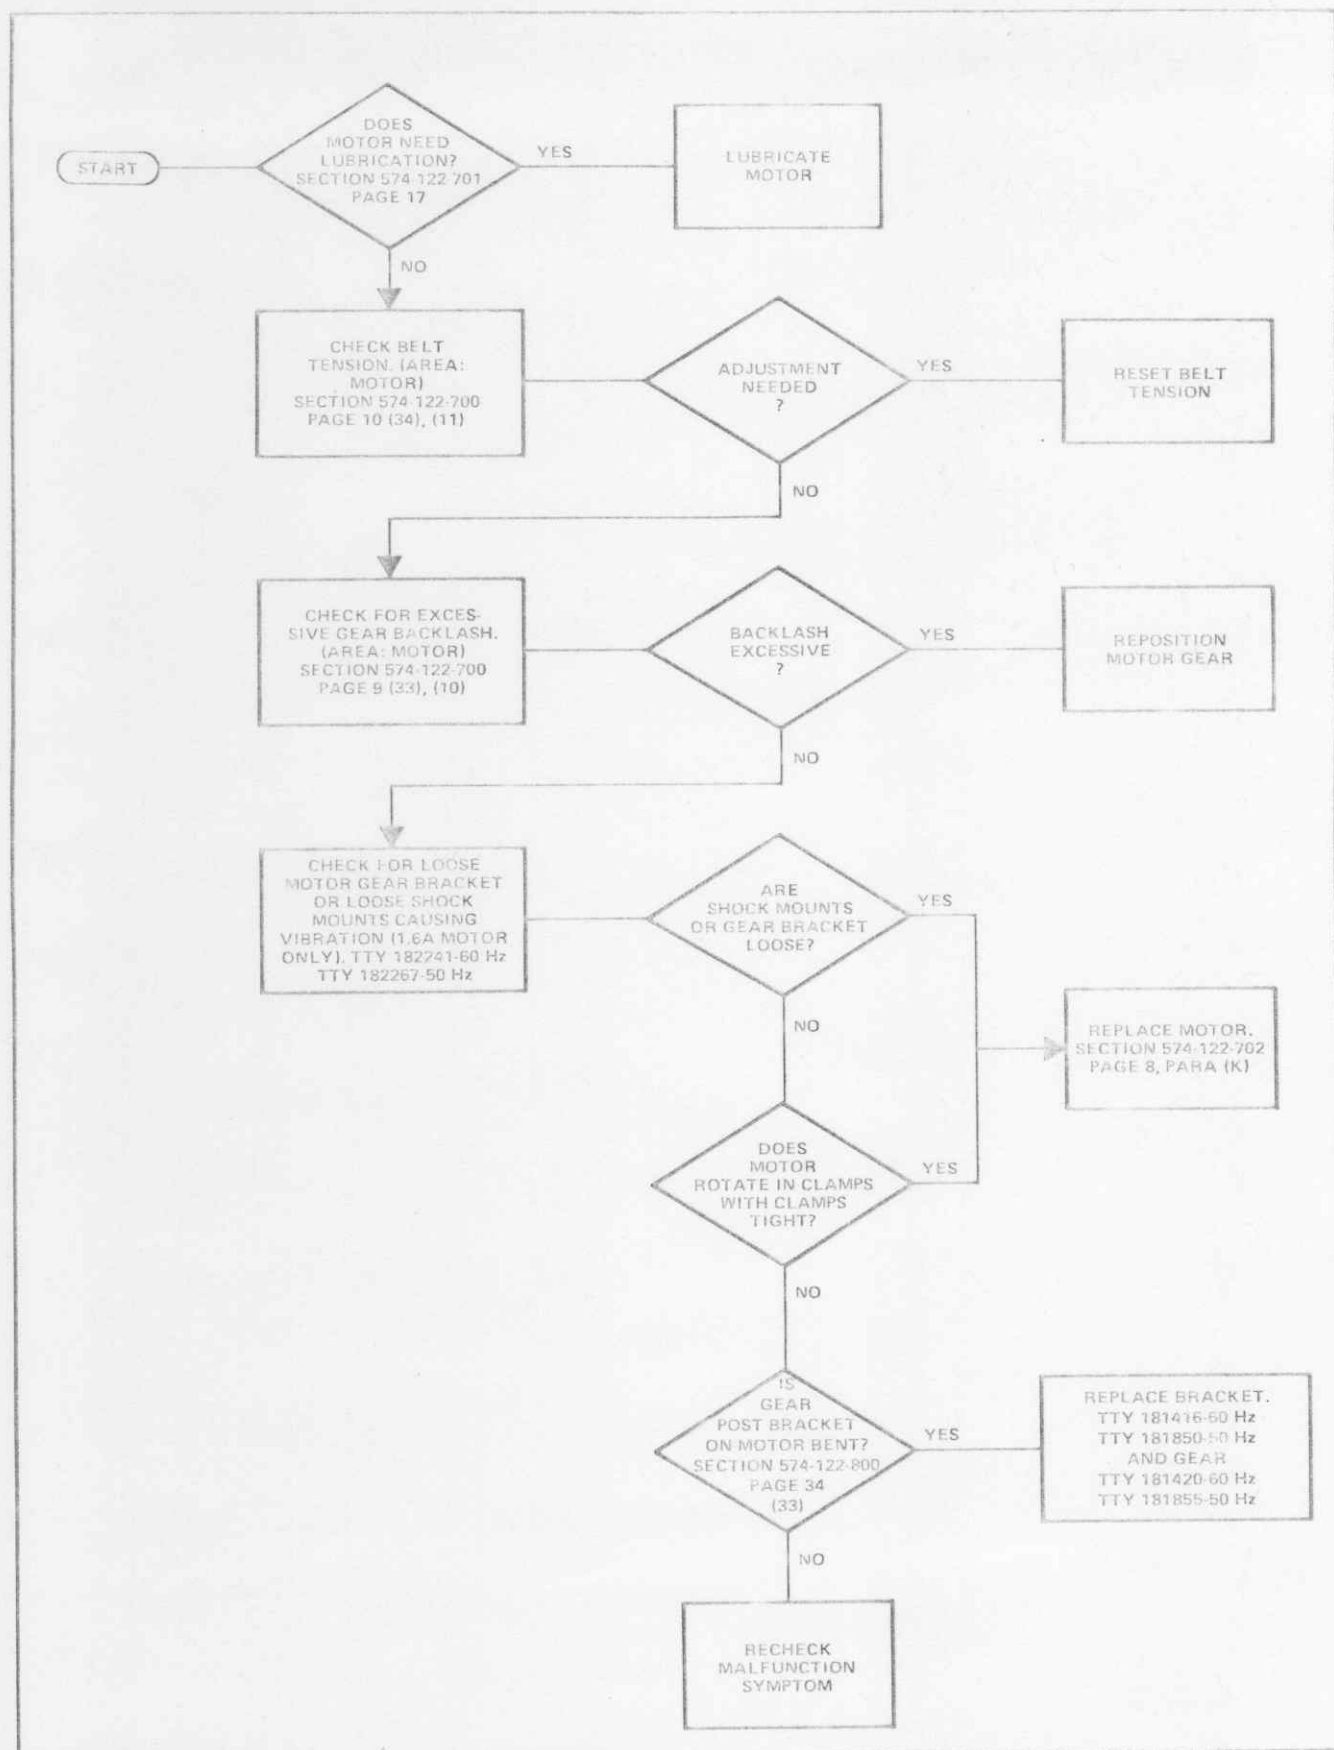 START
DOES
MOTOR NEED
LUBRICATION?
SECTION 574-122-701
PAGE 17
YES
LUBRICATE
MOTOR
NO
CHECK BELT
TENSION. (AREA:
MOTOR)
SECTION 574-122-700
PAGE 10 (34), (11)
ADJUSTMENT
NEEDED
?
YES
RESET BELT
TENSION
NO
CHECK FOR EXCES-
SIVE GEAR BACKLASH.
(AREA: MOTOR)
SECTION 574-122-700
PAGE 9 (33), (10)
BACKLASH
EXCESSIVE
?
YES
REPOSITION
MOTOR GEAR
NO
CHECK FOR LOOSE
MOTOR GEAR BRACKET
OR LOOSE SHOCK
MOUNTS CAUSING
VIBRATION (1.6A MOTOR
ONLY). TTY 182241-60 Hz
TTY 182267-50 Hz
ARE
SHOCK MOUNTS
OR GEAR BRACKET
LOOSE?
YES
NO
REPLACE MOTOR.
SECTION 574-122-702
PAGE 8, PARA (K)
DOES
MOTOR
ROTATE IN CLAMPS
WITH CLAMPS
TIGHT?
YES
NO
IS
GEAR
POST BRACKET
ON MOTOR BENT?
SECTION 574-122-800
PAGE 34
(33)
YES
REPLACE BRACKET.
TTY 181416-60 Hz
TTY 181850-50 Hz
AND GEAR
TTY 181420-60 Hz
TTY 181855-50 Hz
NO
RECHECK
MALFUNCTION
SYMPTOM